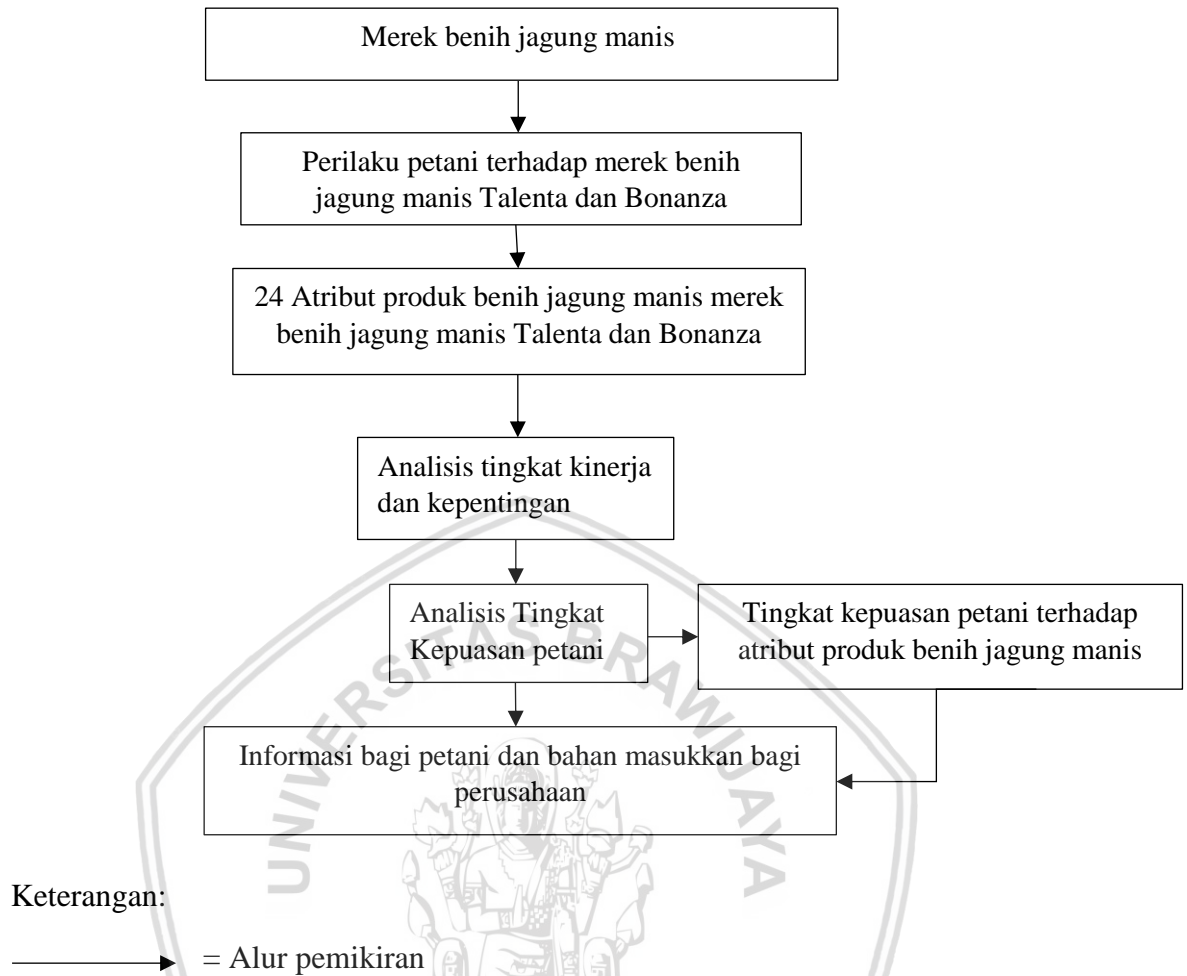 Merek benih jagung manis
Perilaku petani terhadap merek benih
jagung manis Talenta dan Bonanza
24 Atribut produk benih jagung manis merek
benih jagung manis Talenta dan Bonanza
Analisis tingkat kinerja
dan kepentingan
Analisis Tingkat
Kepuasan petani
Tingkat kepuasan petani terhadap
atribut produk benih jagung manis
Informasi bagi petani dan bahan masukkan bagi
perusahaan
UNIVERSITAS BRAWIJAYA
Keterangan:
= Alur pemikiran